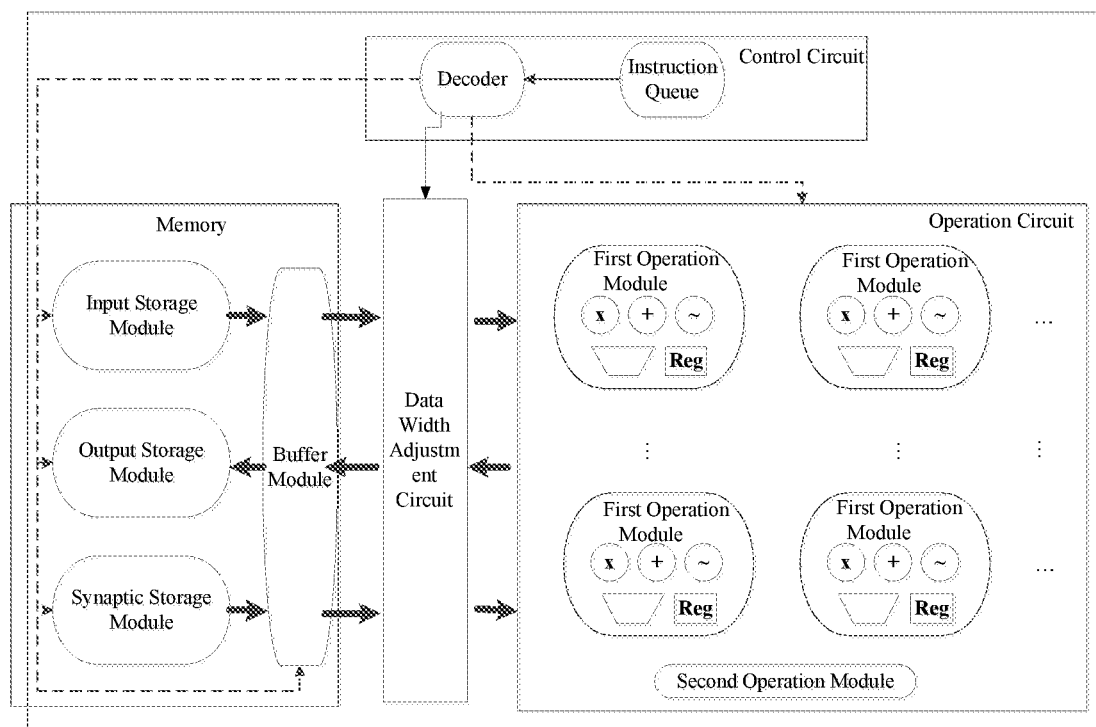 Control Circuit
Decoder
Instruction
Queue
Memory
Input Storage
Module
Output Storage
Module
Synaptic Storage
Module
Buffer
Module
Data
Width
Adjustm
ent
Circuit
Operation Circuit
First Operation
Module
x + ~
Reg
First Operation
Module
x + ~
Reg
...
...
...
...
First Operation
Module
x + ~
Reg
First Operation
Module
x + ~
Reg
...
Second Operation Module